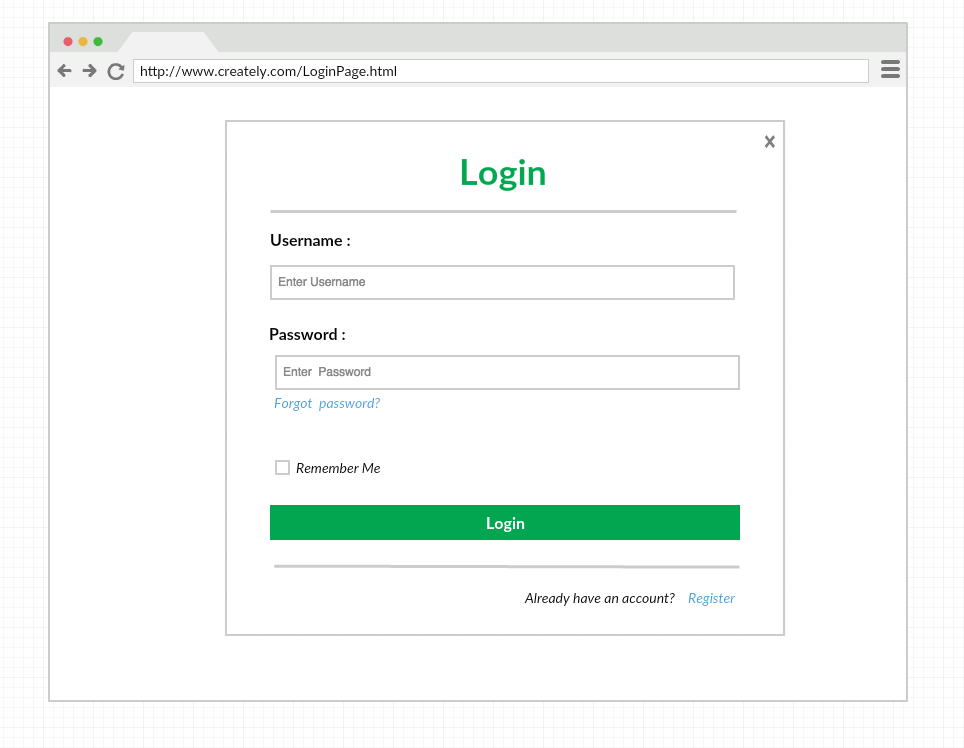 http://www.creately.com/LoginPage.html
x
Login
Username :
Enter Username
Password :
Enter Password
Forgot password?
Remember Me
Login
Already have an account? Register